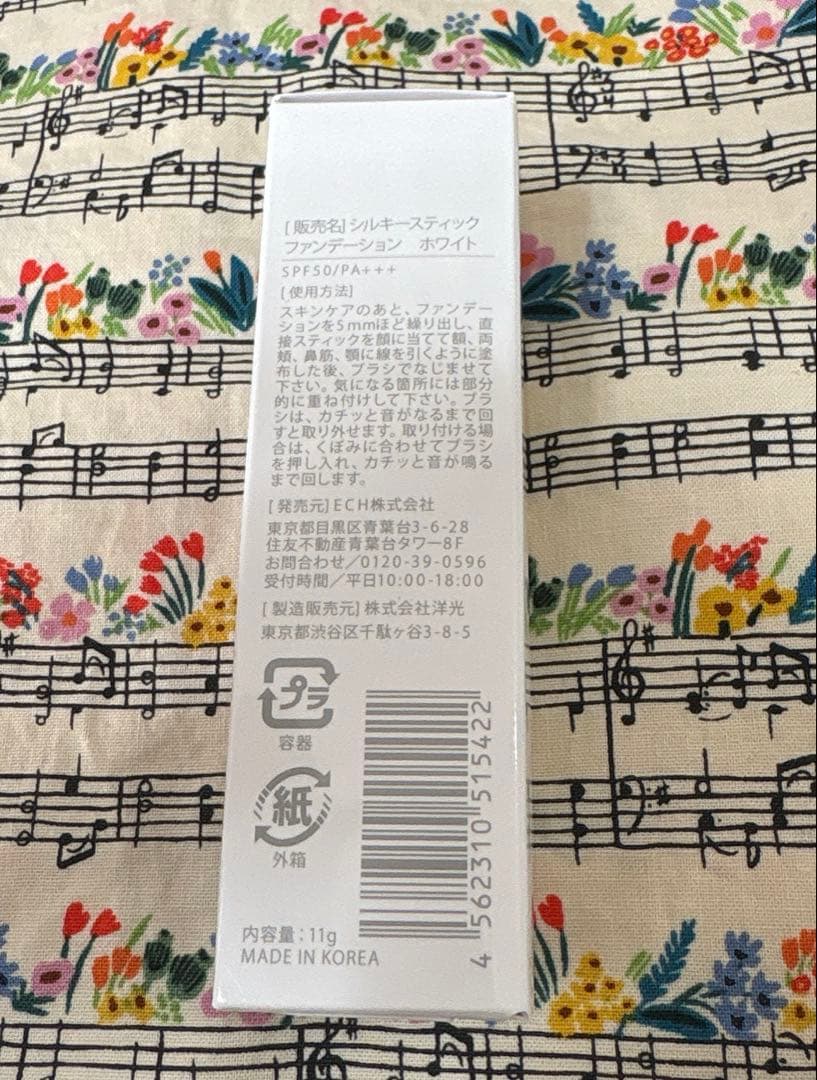 [販売名] シルキースティック
ファンデーション　ホワイト
SPF50/PA+++
[使用方法]
スキンケアのあと、ファンデー
ションを5mmほど繰り出し、直
接スティックを顔に当てて額、両
頬、鼻筋、顎に線を引くように塗
布した後、ブラシでなじませて
下さい。気になる箇所には部分
的に重ね付けして下さい。ブラ
シは、カチッと音がなるまで回
すと取り外せます。取り付ける場
合は、くぼみに合わせてブラシ
を押し入れ、カチッと音が鳴る
まで回します。
[発売元] ECH株式会社
東京都目黒区青葉台3-6-28
住友不動産青葉台タワー8F
お問合わせ／0120-39-0596
受付時間／平日10:00-18:00
[製造販売元] 株式会社洋光
東京都渋谷区千駄ヶ谷3-8-5
プラ
容器
紙
外箱
4 562310 515422
内容量：11g
MADE IN KOREA